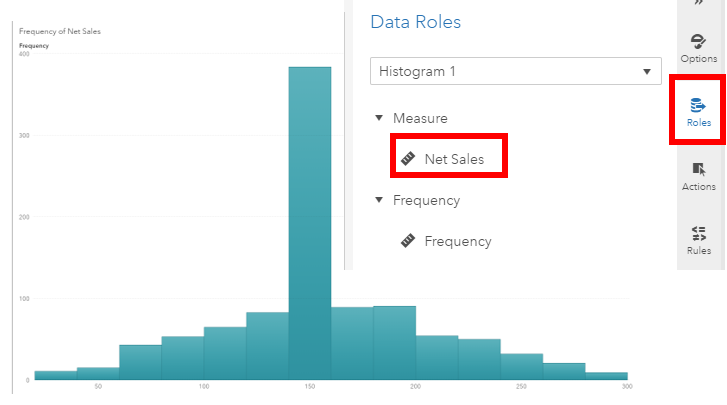 Frequency of Net Sales
Frequency
400
300
200
100
0
50
100
150
200
250
300
Data Roles
Histogram 1
Measure
Net Sales
Frequency
Frequency
»
Options
Roles
Actions
Rules